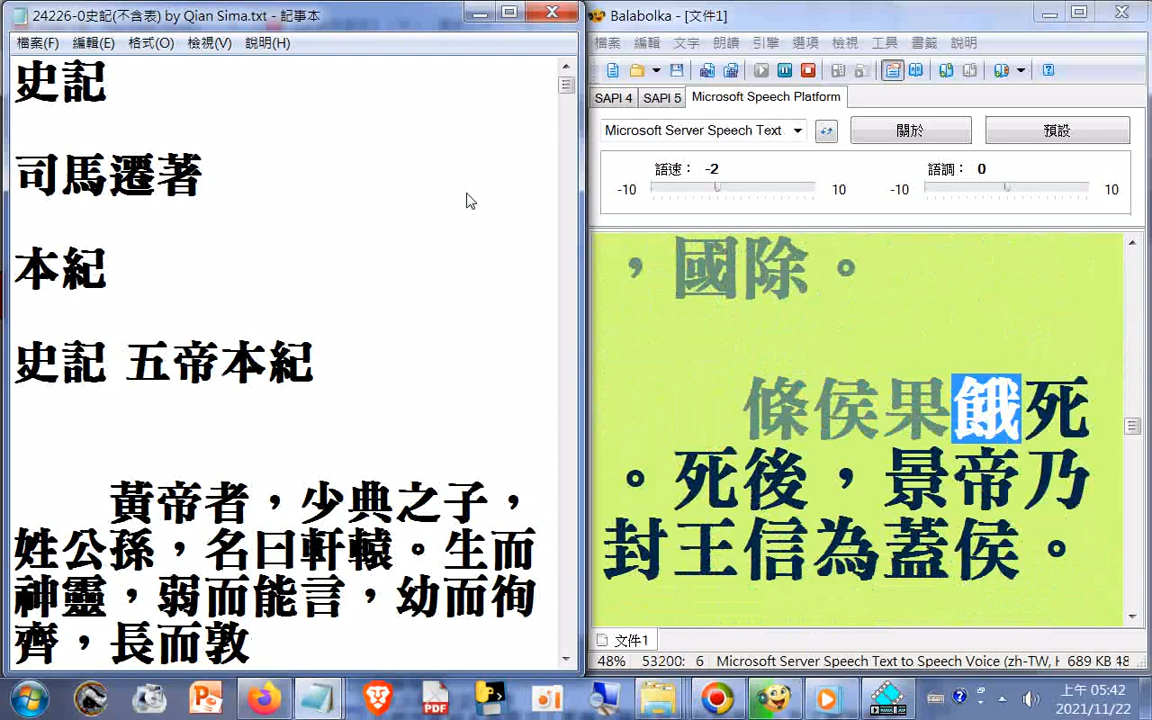 24226-0史記(不含表) by Qian Sima.txt - 記事本
檔案(F) 編輯(E) 格式(O) 檢視(V) 說明(H)
史記
司馬遷著
本紀
史記 五帝本紀
黃帝者，少典之子，
姓公孫，名曰軒轅。生而
神靈，弱而能言，幼而徇
齊，長而敦
Balabolka - [文件1]
檔案 編輯 文字 朗讀 引擎 選項 檢視 工具 書籤 說明
SAPI 4 SAPI 5 Microsoft Speech Platform
Microsoft Server Speech Text 關於 預設
語速： -2 語調： 0
-10 10 -10 10
，國除。
條侯果餓死
。死後，景帝乃
封王信為蓋侯。
文件1
48% 53200: 6 Microsoft Server Speech Text to Speech Voice (zh-TW, H 689 KB 48
PDF
上午 05:42
2021/11/22